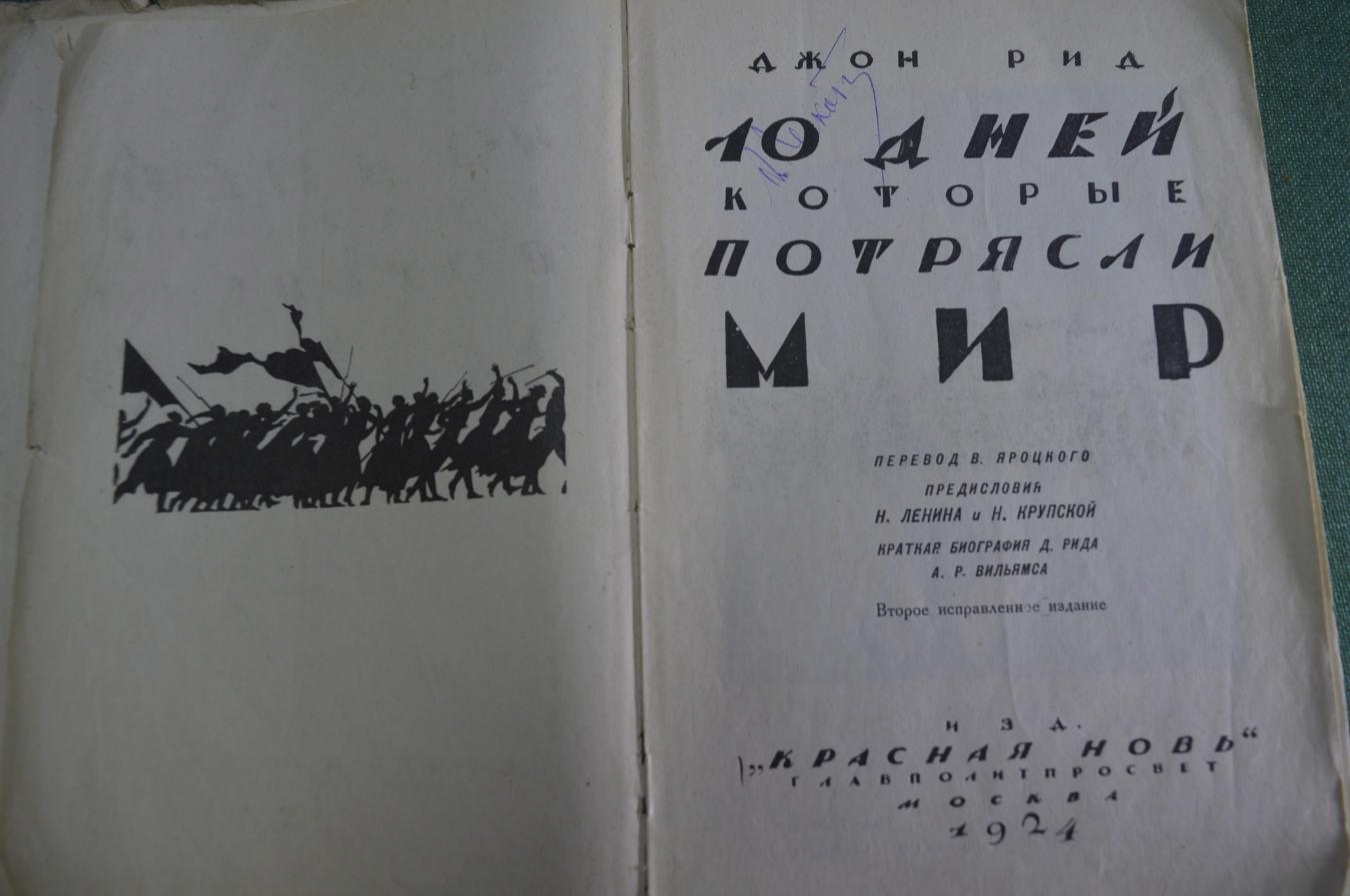 ДЖОН РИД
10 ДНЕЙ
КОТОРЫЕ
ПОТРЯСЛИ
МИР
ПЕРЕВОД В. ЯРОЦКОГО
ПРЕДИСЛОВИЯ
Н. ЛЕНИНА и Н. КРУПСКОЙ
КРАТКАЯ БИОГРАФИЯ Д. РИДА
А. Р. ВИЛЬЯМСА
Второе исправленное издание
ИЗД.
„КРАСНАЯ НОВЬ“
ГЛАВПОЛИТПРОСВЕТ
МОСКВА
1924